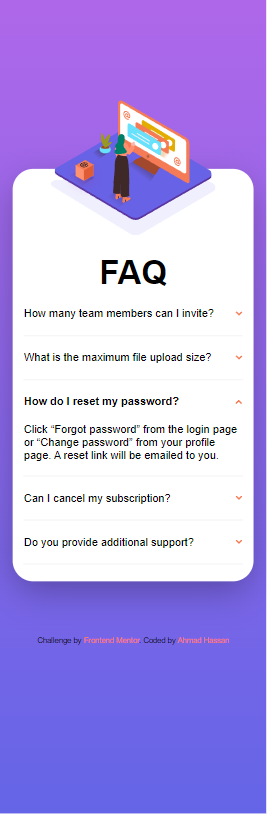 FAQ
How many team members can I invite?
What is the maximum file upload size?
How do I reset my password?
Click “Forgot password” from the login page
or “Change password” from your profile
page. A reset link will be emailed to you.
Can I cancel my subscription?
Do you provide additional support?
Challenge by Frontend Mentor. Coded by Ahmad Hassan